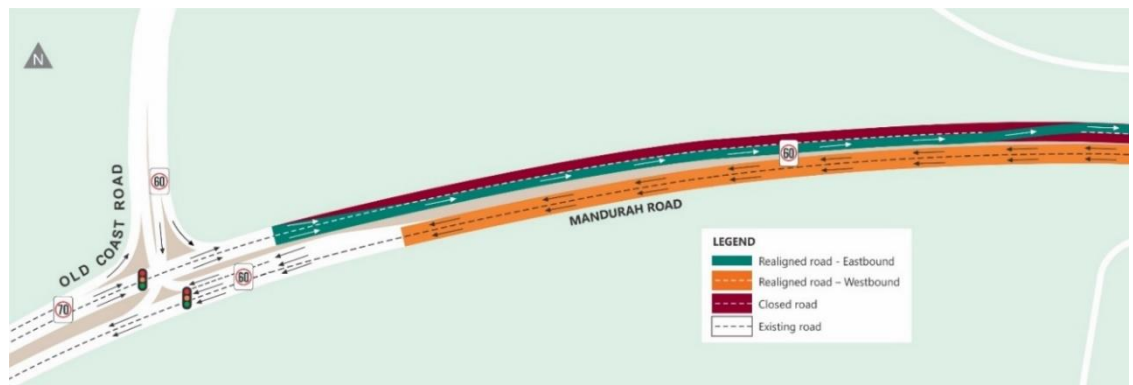 N
OLD COAST ROAD
60
70
60
60
MANDURAH ROAD
LEGEND
Realigned road - Eastbound
Realigned road – Westbound
Closed road
Existing road